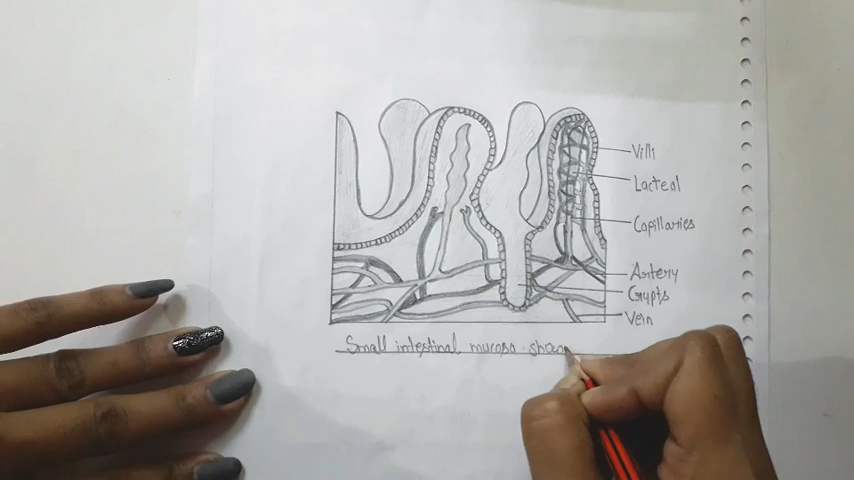 Villi
Lacteal
Capillaries
Artery
Crypts
Vein
Small intestinal mucosa